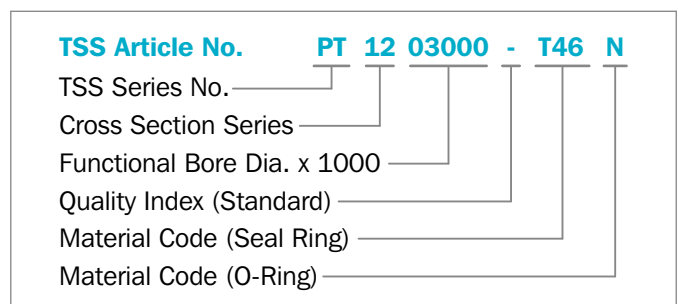 TSS Article No. PT 12 03000 - T46 N
TSS Series No.
Cross Section Series
Functional Bore Dia. x 1000
Quality Index (Standard)
Material Code (Seal Ring)
Material Code (O-Ring)